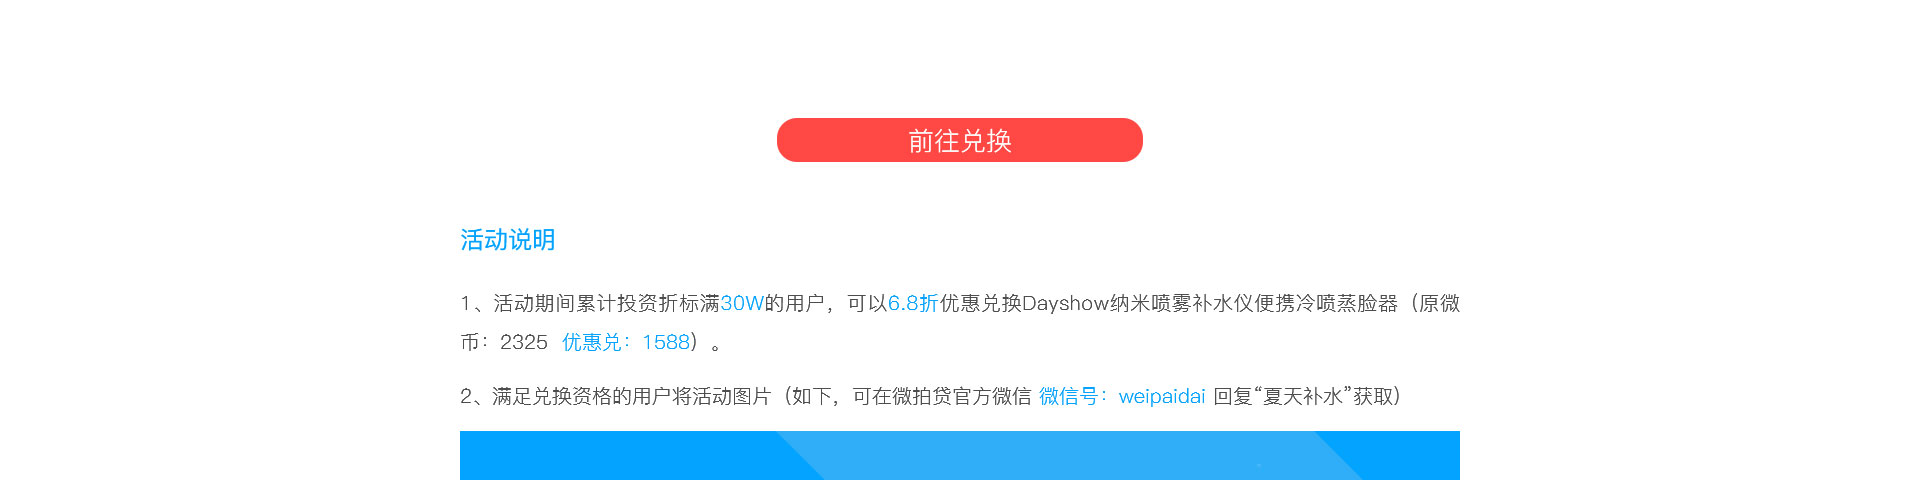 前往兑换
活动说明
1、活动期间累计投资折标满30W的用户，可以6.8折优惠兑换Dayshow纳米喷雾补水仪便携冷喷蒸脸器（原微
币：2325 优惠兑：1588）。
2、满足兑换资格的用户将活动图片（如下，可在微拍贷官方微信 微信号：weipaidai 回复“夏天补水”获取）